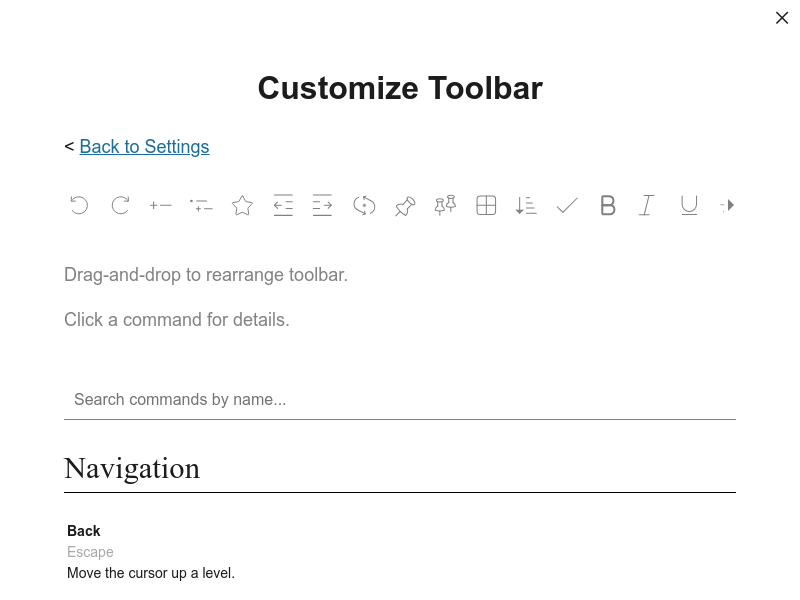 Customize Toolbar
< Back to Settings
Drag-and-drop to rearrange toolbar.
Click a command for details.
Search commands by name...
Navigation
Back
Escape
Move the cursor up a level.